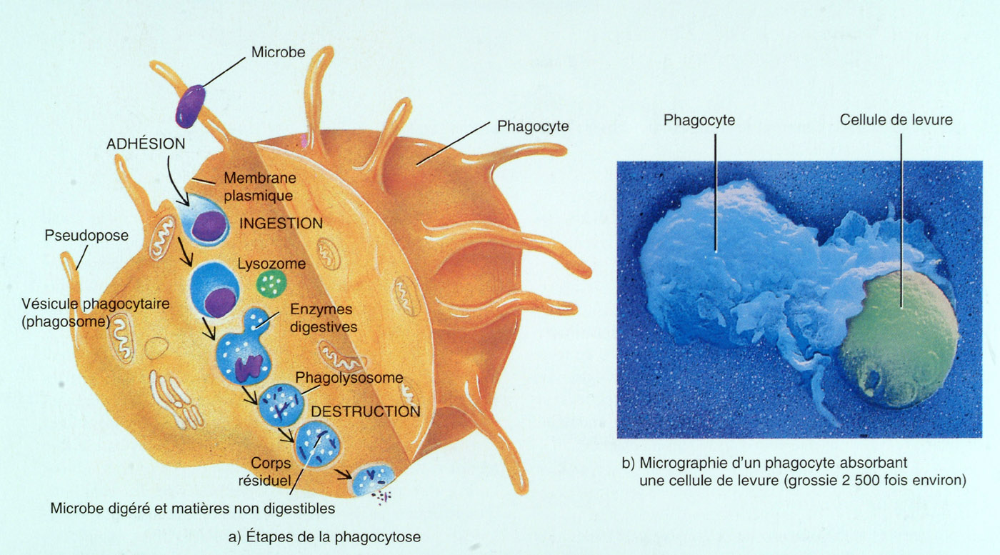 Microbe
ADHÉSION
Membrane
plasmique
INGESTION
Phagocyte
Pseudopose
Lysozome
Vésicule phagocytaire
(phagosome)
Enzymes
digestives
Phagolysosome
DESTRUCTION
Corps
résiduel
Microbe digéré et matières non digestibles
a) Étapes de la phagocytose
Phagocyte
Cellule de levure
b) Micrographie d'un phagocyte absorbant
une cellule de levure (grossie 2 500 fois environ)